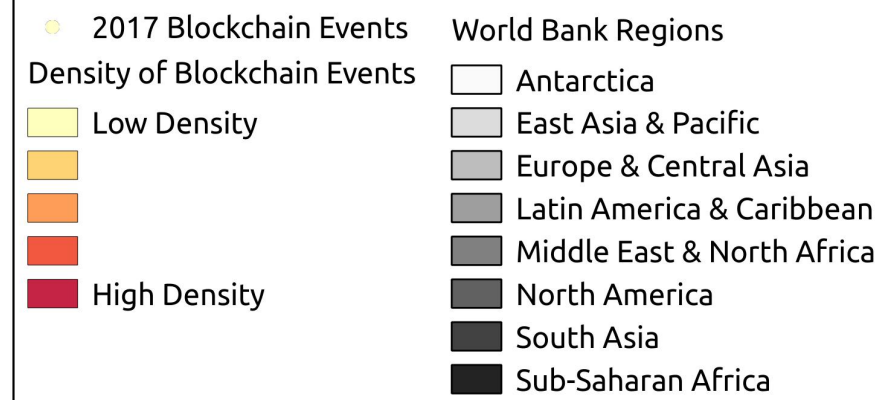 2017 Blockchain Events
Density of Blockchain Events
Low Density
High Density
World Bank Regions
Antarctica
East Asia & Pacific
Europe & Central Asia
Latin America & Caribbean
Middle East & North Africa
North America
South Asia
Sub-Saharan Africa